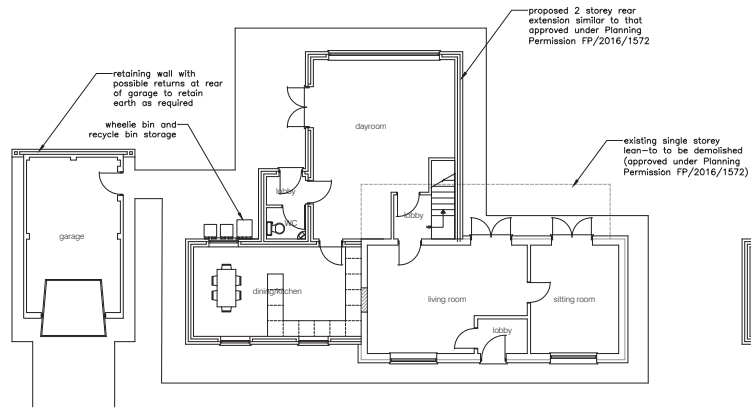 proposed 2 storey rear
extension similar to that
approved under Planning
Permission FP/2016/1572
retaining wall with
possible returns at rear
of garage to retain
earth as required
wheelie bin and
recycle bin storage
dayroom
existing single storey
lean-to to be demolished
(approved under Planning
Permission FP/2016/1572)
lobby
lobby
WC
garage
dining/kitchen
living room
sitting room
lobby